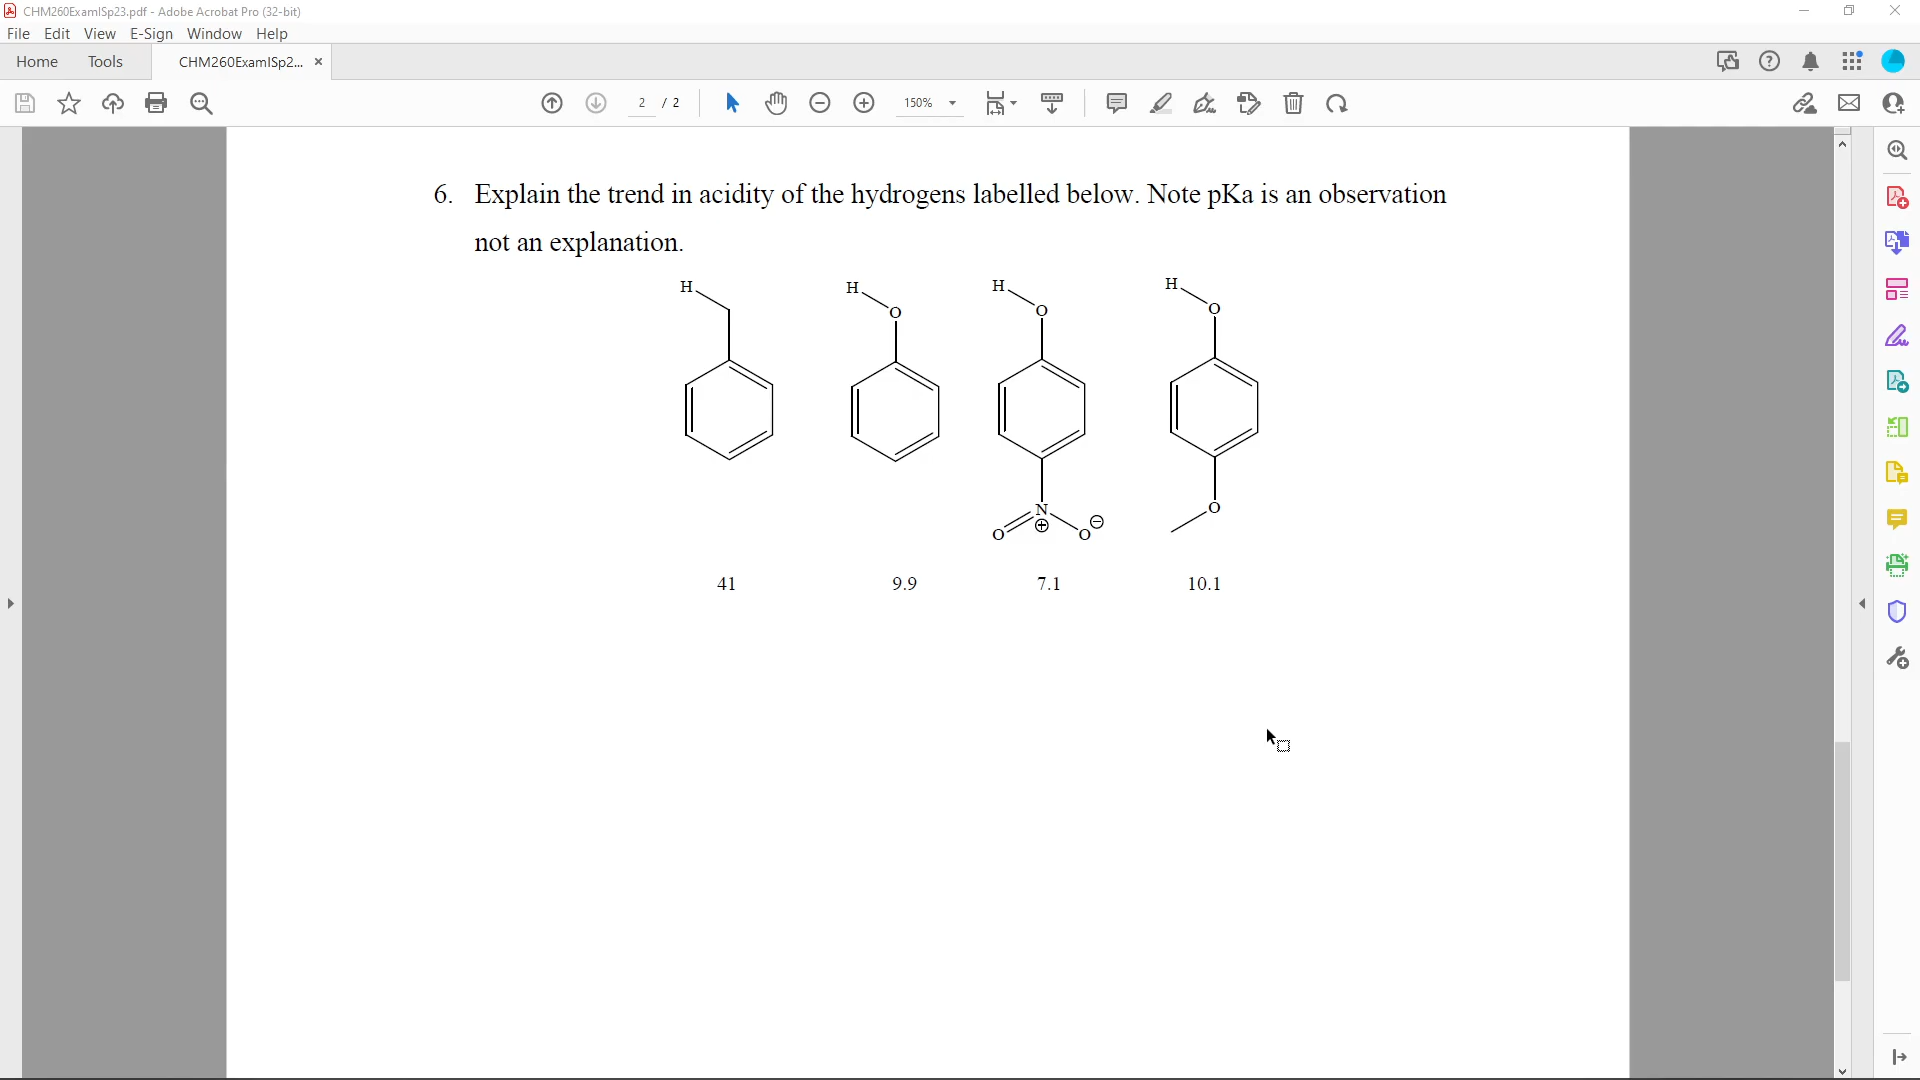 CHM260ExamISp23.pdf - Adobe Acrobat Pro (32-bit)
File Edit View E-Sign Window Help
Home Tools CHM260ExamISp2... ×
2 / 2 150%
6. Explain the trend in acidity of the hydrogens labelled below. Note pKa is an observation
not an explanation.
H H H H
O O O
N O
O O
41 9.9 7.1 10.1